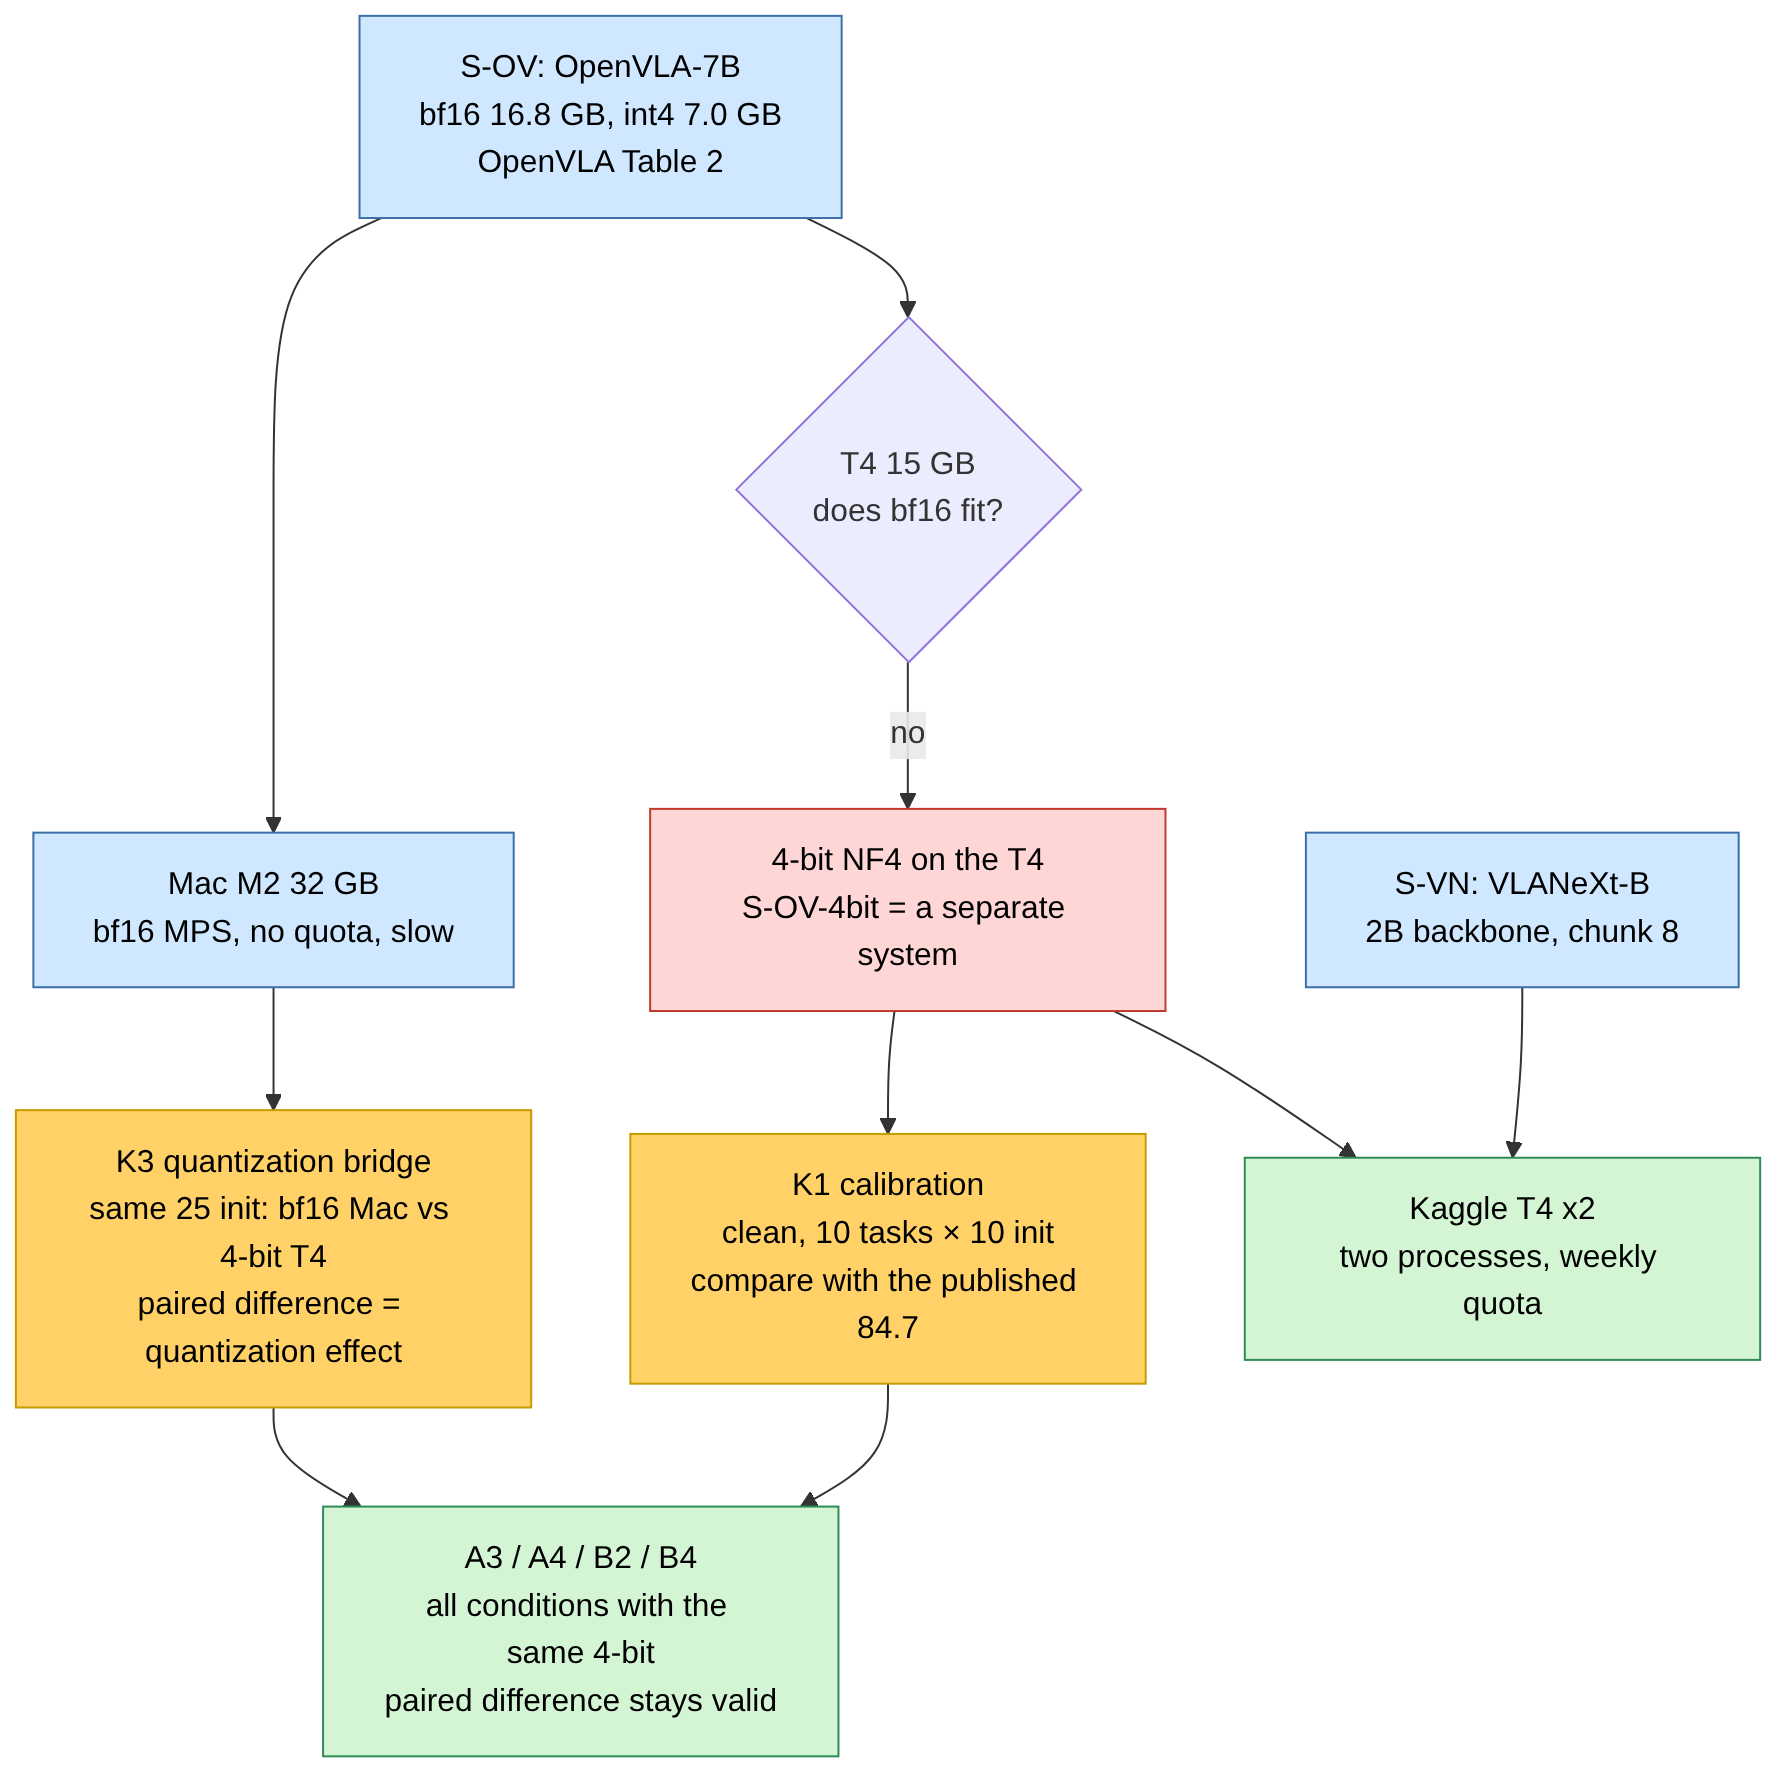 S-OV: OpenVLA-7B
bf16 16.8 GB, int4 7.0 GB
OpenVLA Table 2
T4 15 GB
does bf16 fit?
no
Mac M2 32 GB
bf16 MPS, no quota, slow
4-bit NF4 on the T4
S-OV-4bit = a separate
system
S-VN: VLANeXt-B
2B backbone, chunk 8
K3 quantization bridge
same 25 init: bf16 Mac vs
4-bit T4
paired difference =
quantization effect
K1 calibration
clean, 10 tasks × 10 init
compare with the published
84.7
Kaggle T4 x2
two processes, weekly
quota
A3 / A4 / B2 / B4
all conditions with the
same 4-bit
paired difference stays valid